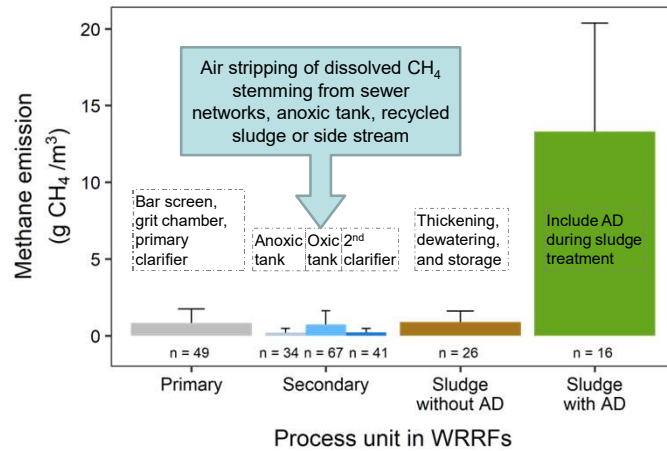 20
15
10
5
0
Methane emission
(g CH₄ /m³)
Air stripping of dissolved CH₄
stemming from sewer
networks, anoxic tank, recycled
sludge or side stream
Bar screen,
grit chamber,
primary
clarifier
Anoxic
tank
Oxic
tank
2nd
clarifier
Thickening,
dewatering,
and storage
Include AD
during sludge
treatment
n = 49
n = 34
n = 67
n = 41
n = 26
n = 16
Primary
Secondary
Sludge
without AD
Sludge
with AD
Process unit in WRRFs